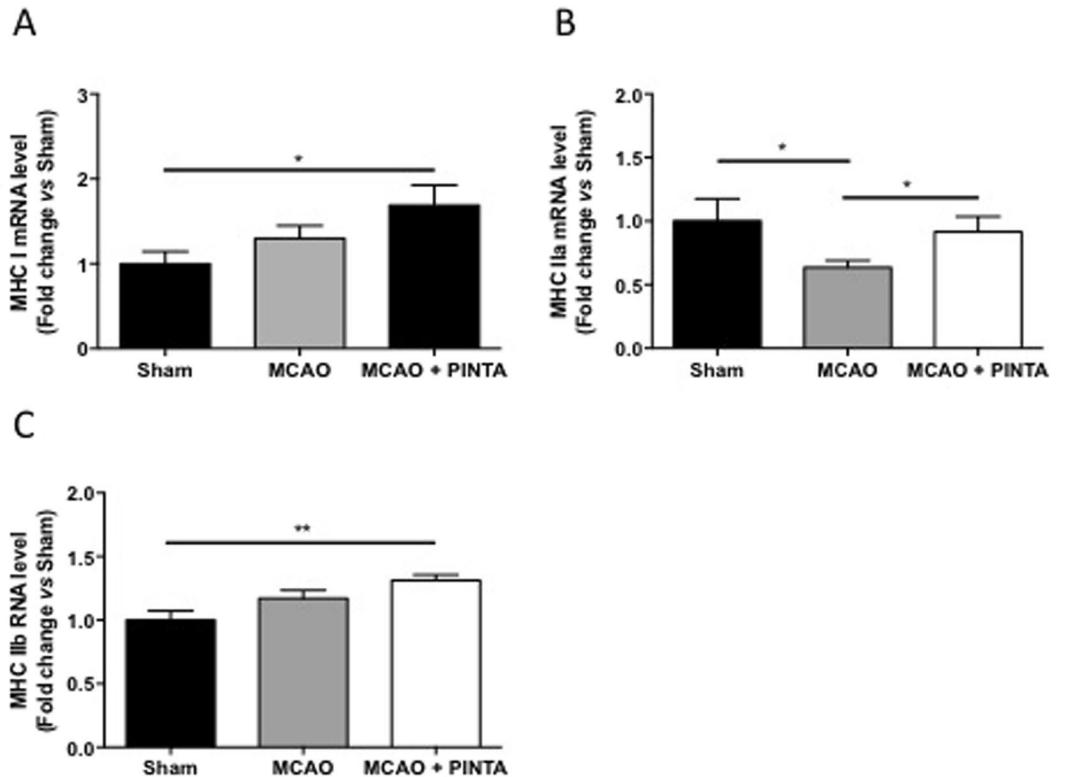 A
MHC I mRNA level
(Fold change vs Sham)
3
2
1
0
*
Sham MCAO MCAO + PINTA
B
MHC IIa mRNA level
(Fold change vs Sham)
2.0
1.5
1.0
0.5
0.0
*
*
Sham MCAO MCAO + PINTA
C
MHC IIb RNA level
(Fold change vs Sham)
2.0
1.5
1.0
0.5
0.0
**
Sham MCAO MCAO + PINTA